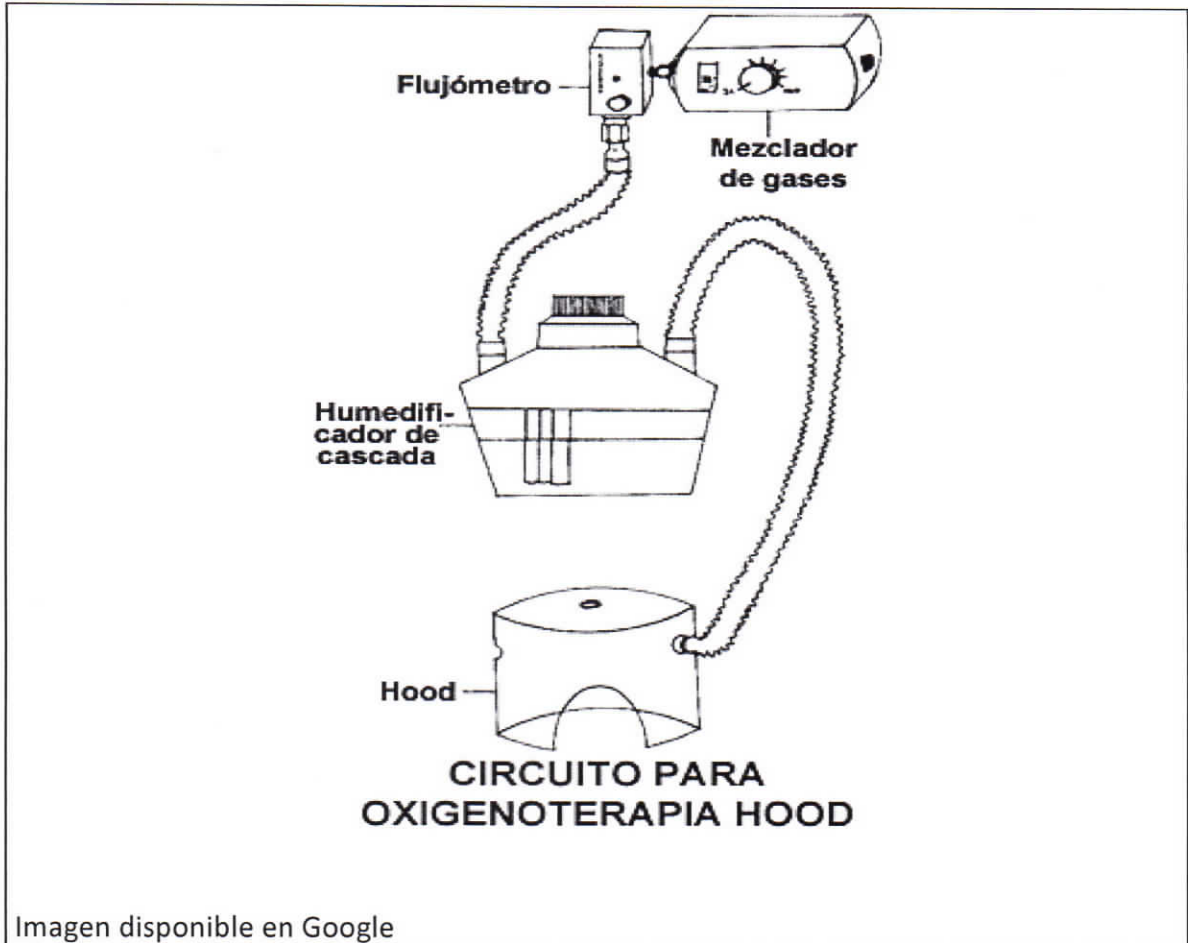 Flujómetro
Mezclador
de gases
Humedifi-
cador de
cascada
Hood
CIRCUITO PARA
OXIGENOTERAPIA HOOD
Imagen disponible en Google